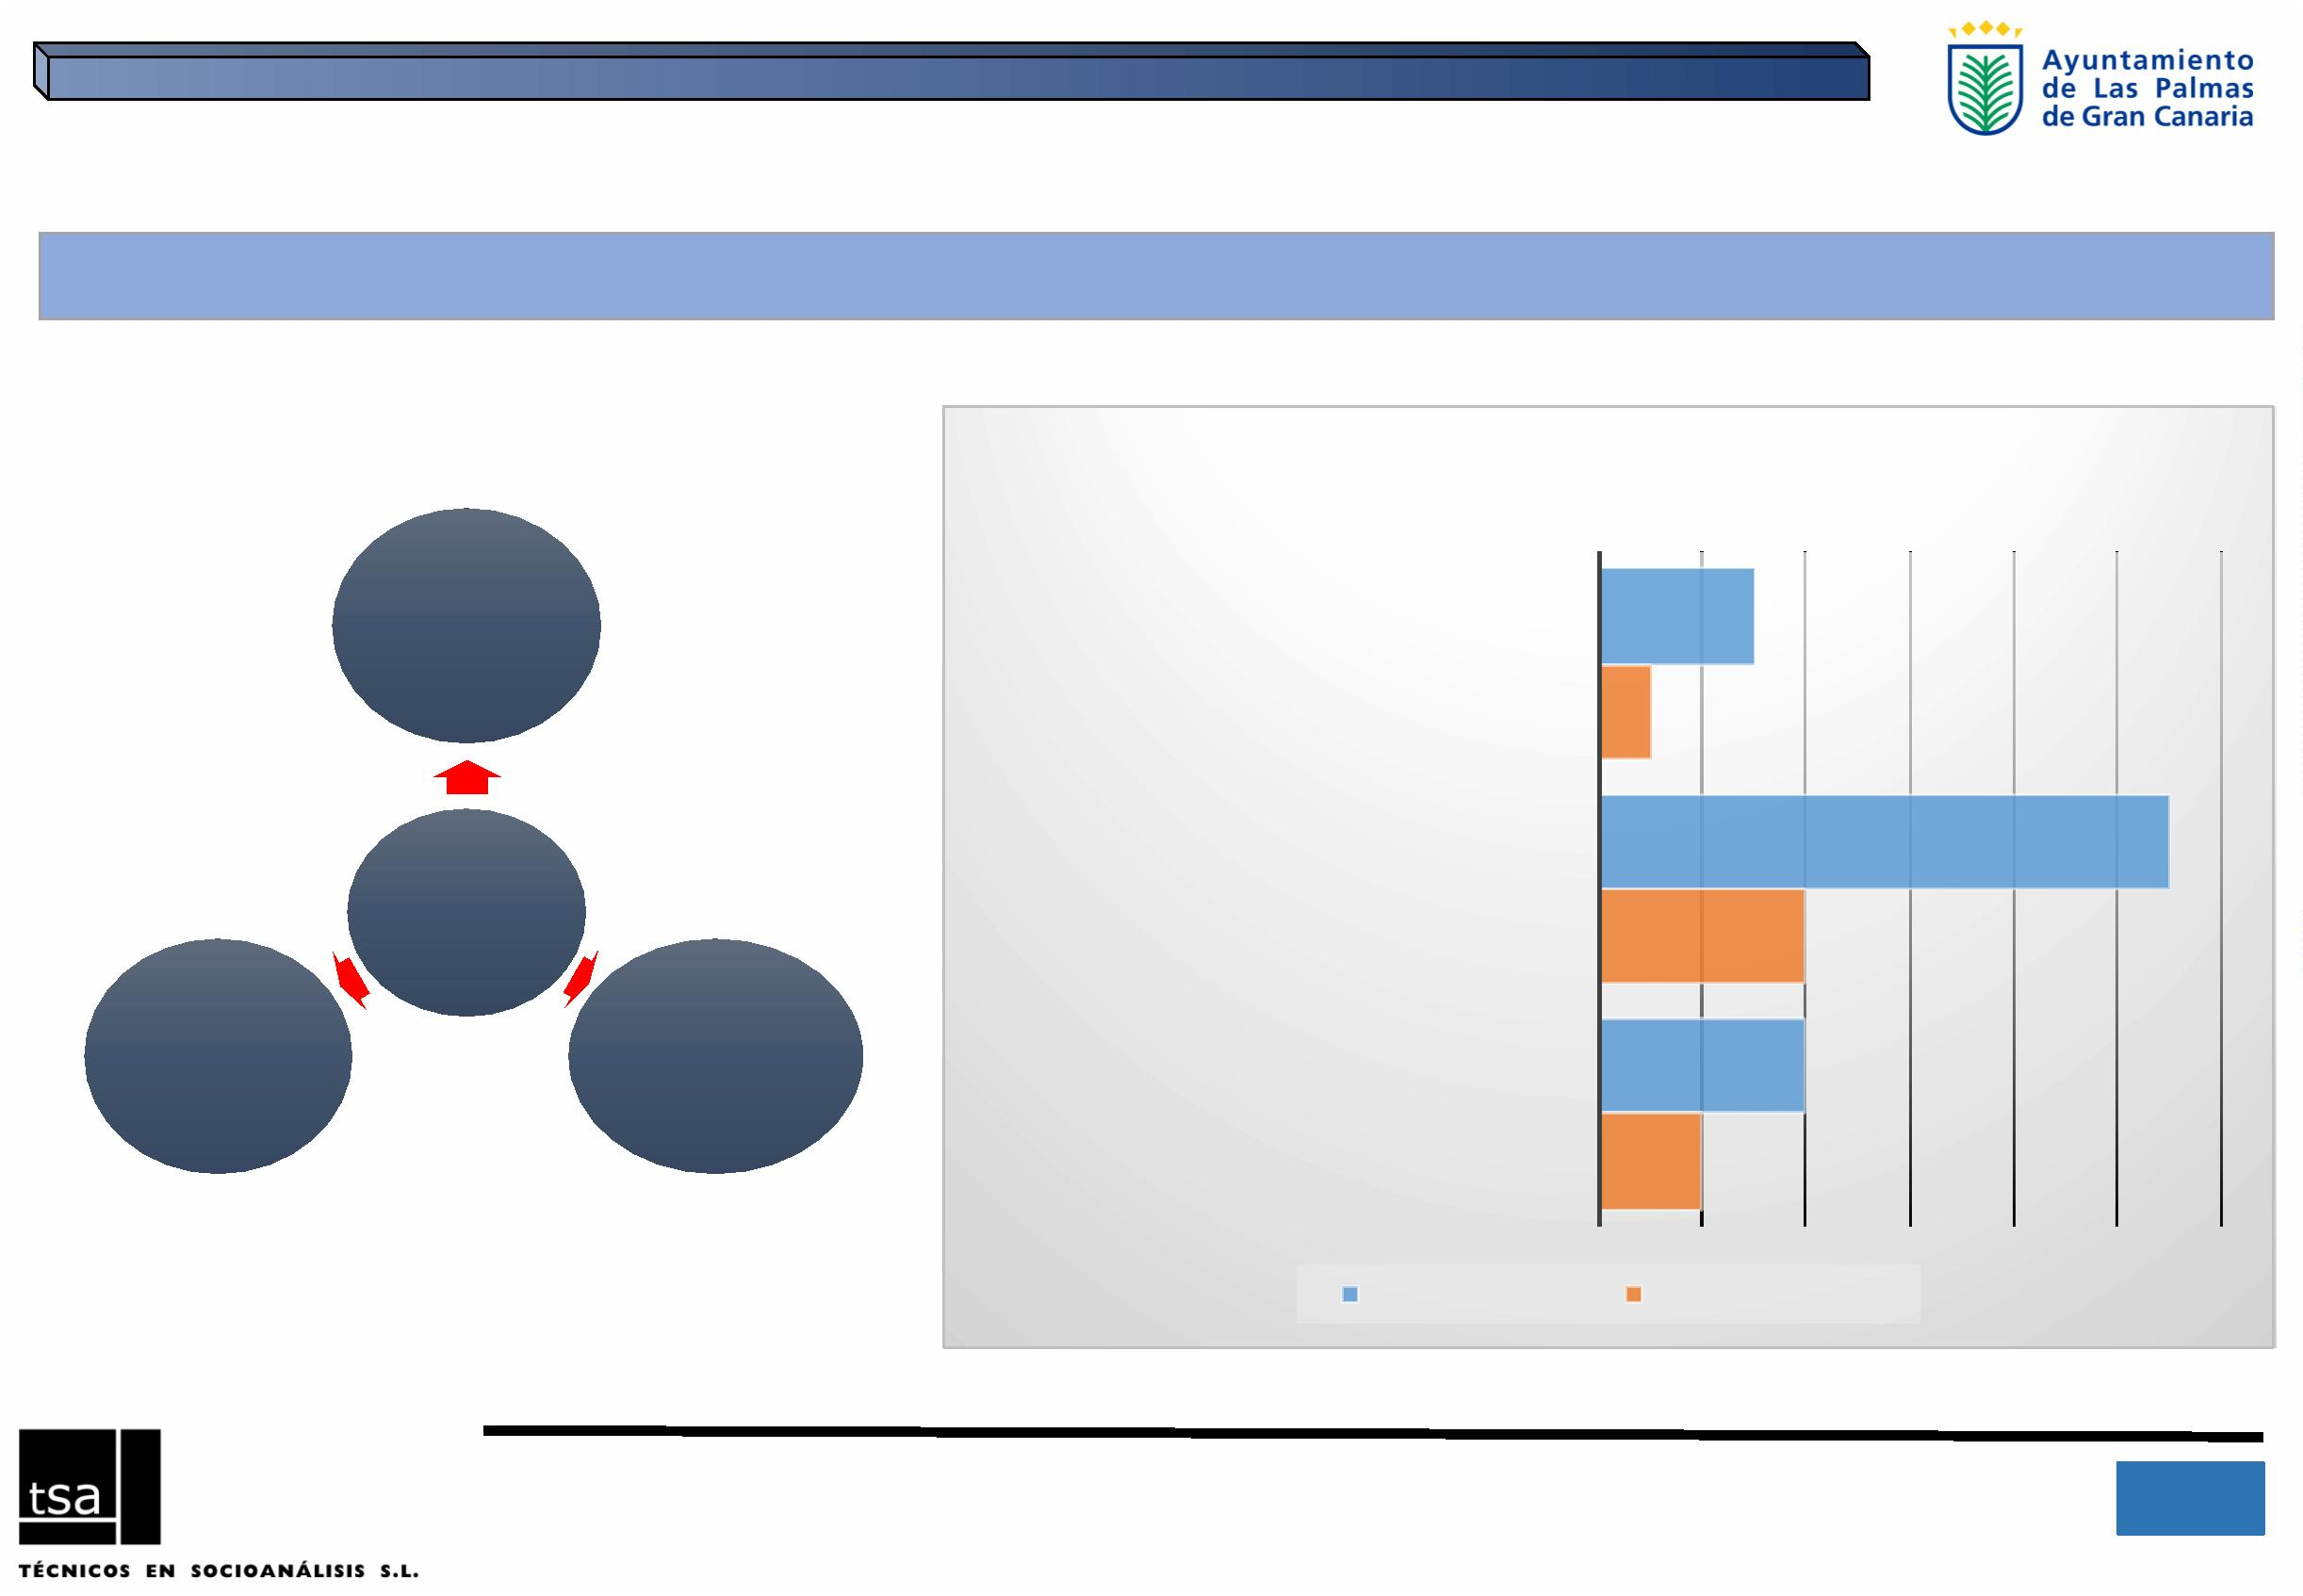 Ayuntamiento
de Las Palmas
de Gran Canaria
tsa
TÉCNICOS EN SOCIOANÁLISIS S.L.